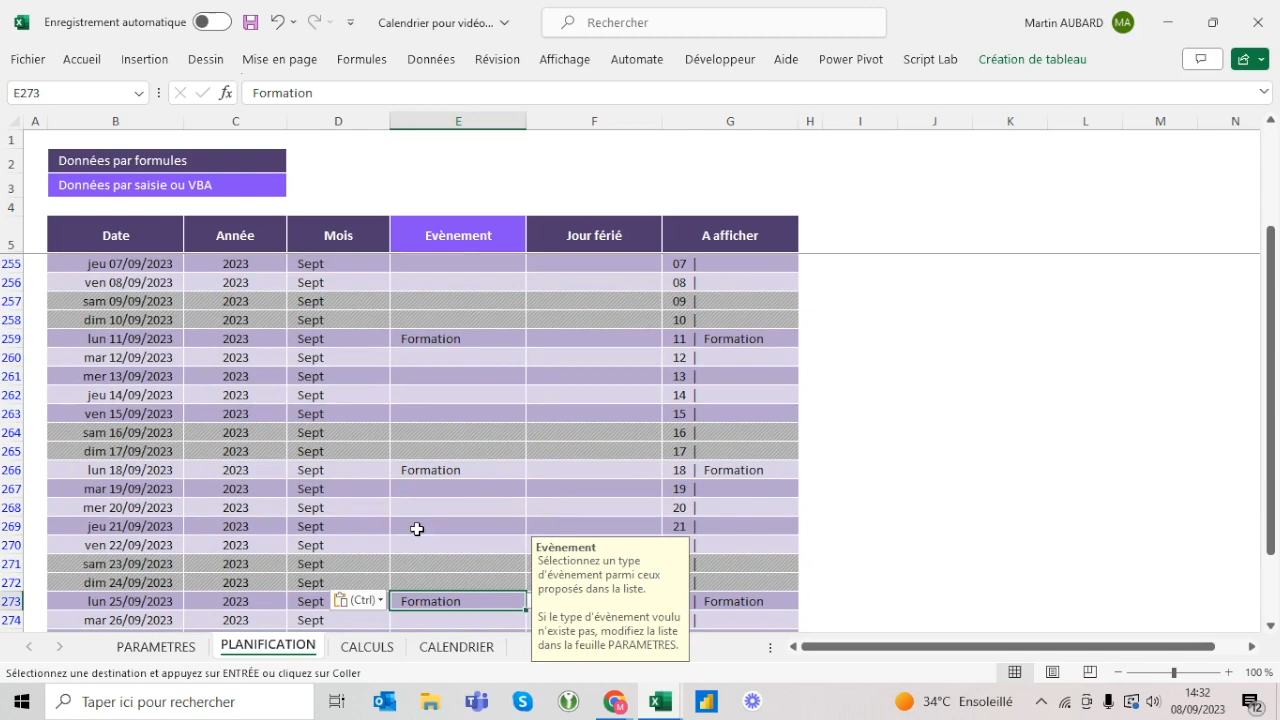 Enregistrement automatique
Calendrier pour vidéo...
Rechercher
Martin AUBARD MA
Fichier Accueil Insertion Dessin Mise en page Formules Données Révision Affichage Automate Développeur Aide Power Pivot Script Lab Création de tableau
E273 fx Formation
A B C D E F G H I J K L M N
1
2 Données par formules
3 Données par saisie ou VBA
4
5 Date Année Mois Evènement Jour férié A afficher
255 jeu 07/09/2023 2023 Sept 07 |
256 ven 08/09/2023 2023 Sept 08 |
257 sam 09/09/2023 2023 Sept 09 |
258 dim 10/09/2023 2023 Sept 10 |
259 lun 11/09/2023 2023 Sept Formation 11 | Formation
260 mar 12/09/2023 2023 Sept 12 |
261 mer 13/09/2023 2023 Sept 13 |
262 jeu 14/09/2023 2023 Sept 14 |
263 ven 15/09/2023 2023 Sept 15 |
264 sam 16/09/2023 2023 Sept 16 |
265 dim 17/09/2023 2023 Sept 17 |
266 lun 18/09/2023 2023 Sept Formation 18 | Formation
267 mar 19/09/2023 2023 Sept 19 |
268 mer 20/09/2023 2023 Sept 20 |
269 jeu 21/09/2023 2023 Sept 21 |
270 ven 22/09/2023 2023 Sept |
271 sam 23/09/2023 2023 Sept |
272 dim 24/09/2023 2023 Sept |
273 lun 25/09/2023 2023 Sept (Ctrl) Formation | Formation
274 mar 26/09/2023 2023 Sept |
Evènement
Sélectionnez un type
d'évènement parmi ceux
proposés dans la liste.
Si le type d'évènement voulu
n'existe pas, modifiez la liste
dans la feuille PARAMETRES.
PARAMETRES PLANIFICATION CALCULS CALENDRIER
Sélectionnez une destination et appuyez sur ENTRÉE ou cliquez sur Coller
100 %
Taper ici pour rechercher
34°C Ensoleillé
14:32
08/09/2023
12